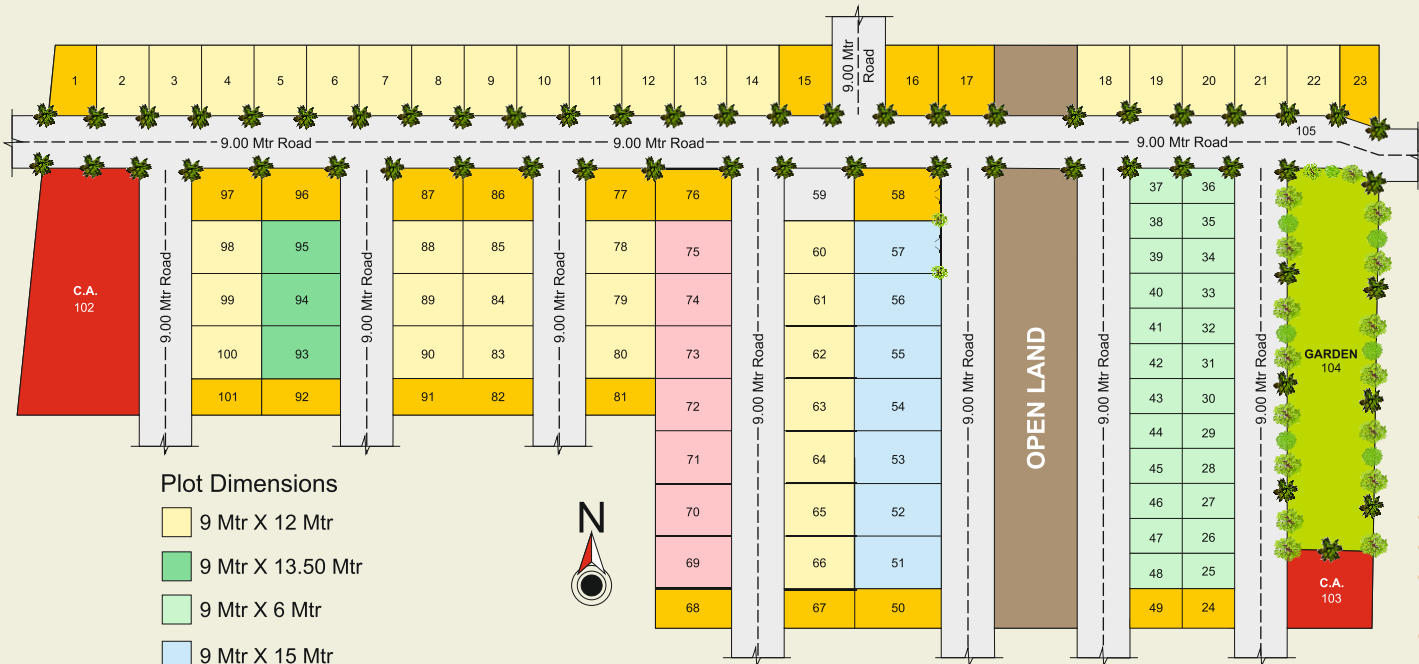 9.00 Mtr
Road
1 2 3 4 5 6 7 8 9 10 11 12 13 14 15 16 17 18 19 20 21 22 23
105
9.00 Mtr Road 9.00 Mtr Road 9.00 Mtr Road
97 96 87 86 77 76 59 58 37 36
98 95 88 85 78 75 60 57 38 35
39 34
99 94 89 84 79 74 61 56 40 33
41 32
100 93 90 83 80 73 62 55 42 31
101 92 91 82 81 72 63 54 43 30
44 29
71 64 53 45 28
70 65 52 46 27
47 26
69 66 51 48 25
68 67 50 49 24
C.A.
102
9.00 Mtr Road
9.00 Mtr Road
9.00 Mtr Road
9.00 Mtr Road
9.00 Mtr Road
OPEN LAND
9.00 Mtr Road
9.00 Mtr Road
GARDEN
104
C.A.
103
N
Plot Dimensions
9 Mtr X 12 Mtr
9 Mtr X 13.50 Mtr
9 Mtr X 6 Mtr
9 Mtr X 15 Mtr